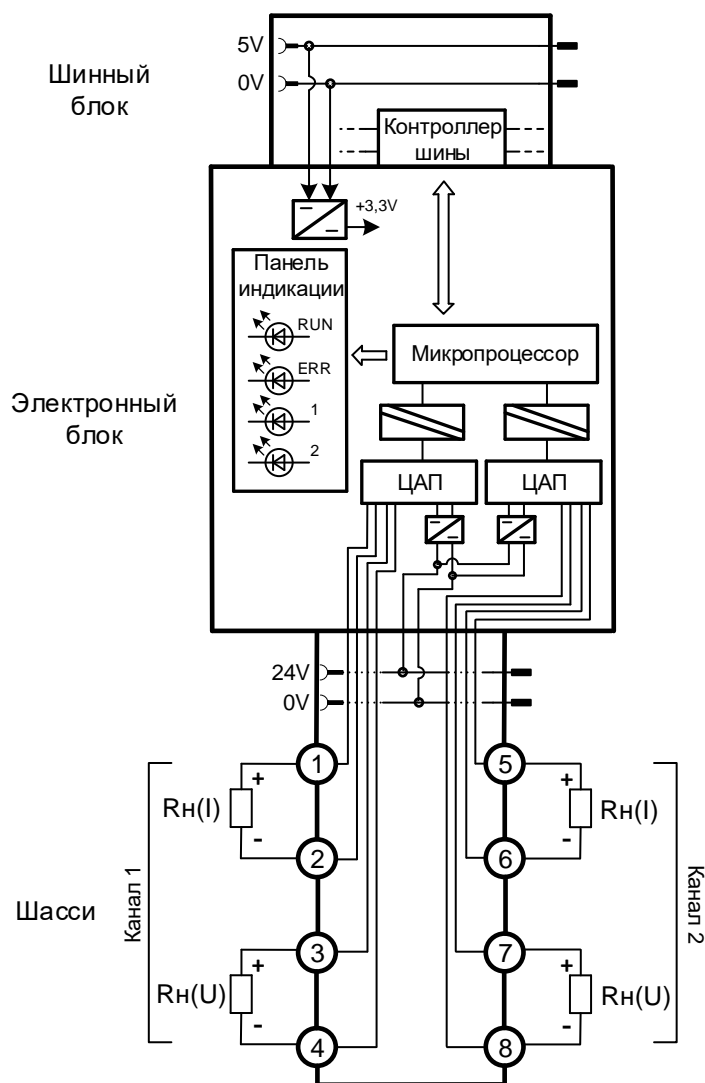 5V
Шинный
блок
0V
Контроллер
шины
+3,3V
Панель
индикации
RUN
ERR
1
2
Микропроцессор
Электронный
блок
ЦАП
ЦАП
24V
0V
1
5
+
+
Rн(I)
Rн(I)
-
-
2
6
Канал 1
Шасси
Канал 2
3
7
+
+
Rн(U)
Rн(U)
-
-
4
8